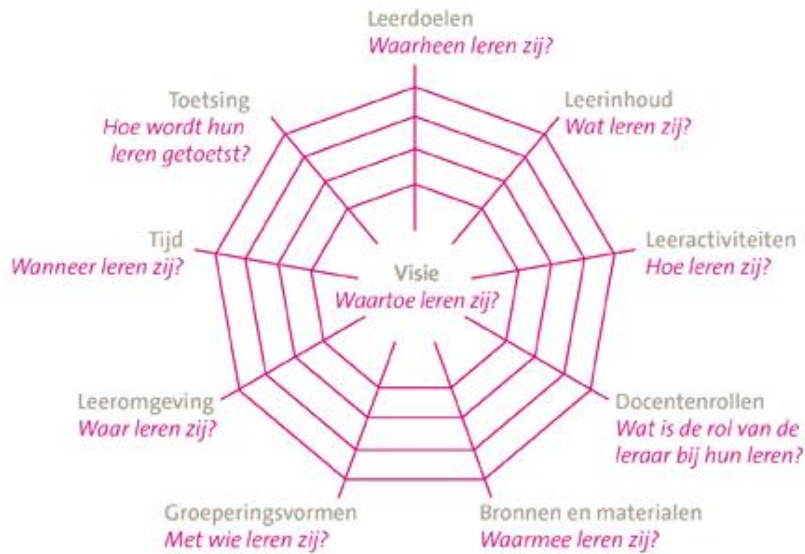 Leerdoelen
Waarheen leren zij?
Leerinhoud
Wat leren zij?
Leeractiviteiten
Hoe leren zij?
Docentenrollen
Wat is de rol van de
leraar bij hun leren?
Bronnen en materialen
Waarmee leren zij?
Groeperingsvormen
Met wie leren zij?
Leeromgeving
Waar leren zij?
Tijd
Wanneer leren zij?
Toetsing
Hoe wordt hun
leren getoetst?
Visie
Waartoe leren zij?